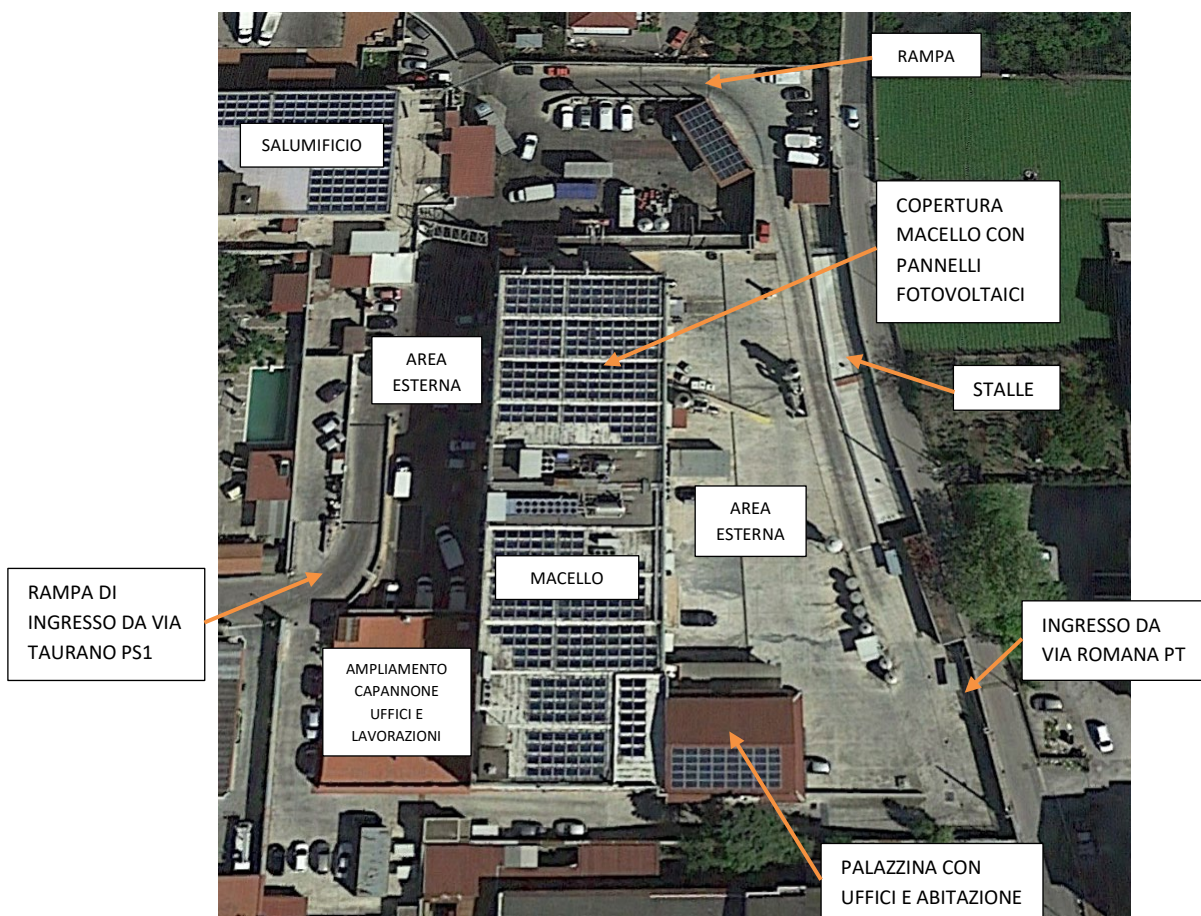 RAMPA
SALUMIFICIO
COPERTURA
MACELLO CON
PANNELLI
FOTOVOLTAICI
AREA
ESTERNA
STALLE
AREA
ESTERNA
MACELLO
RAMPA DI
INGRESSO DA VIA
TAURANO PS1
INGRESSO DA
VIA ROMANA PT
AMPLIAMENTO
CAPANNONE
UFFICI E
LAVORAZIONI
PALAZZINA CON
UFFICI E ABITAZIONE